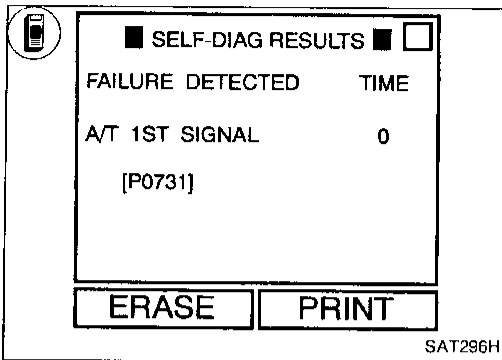 SELF-DIAG RESULTS
FAILURE DETECTED TIME
A/T 1ST SIGNAL 0
[P0731]
ERASE PRINT
SAT296H